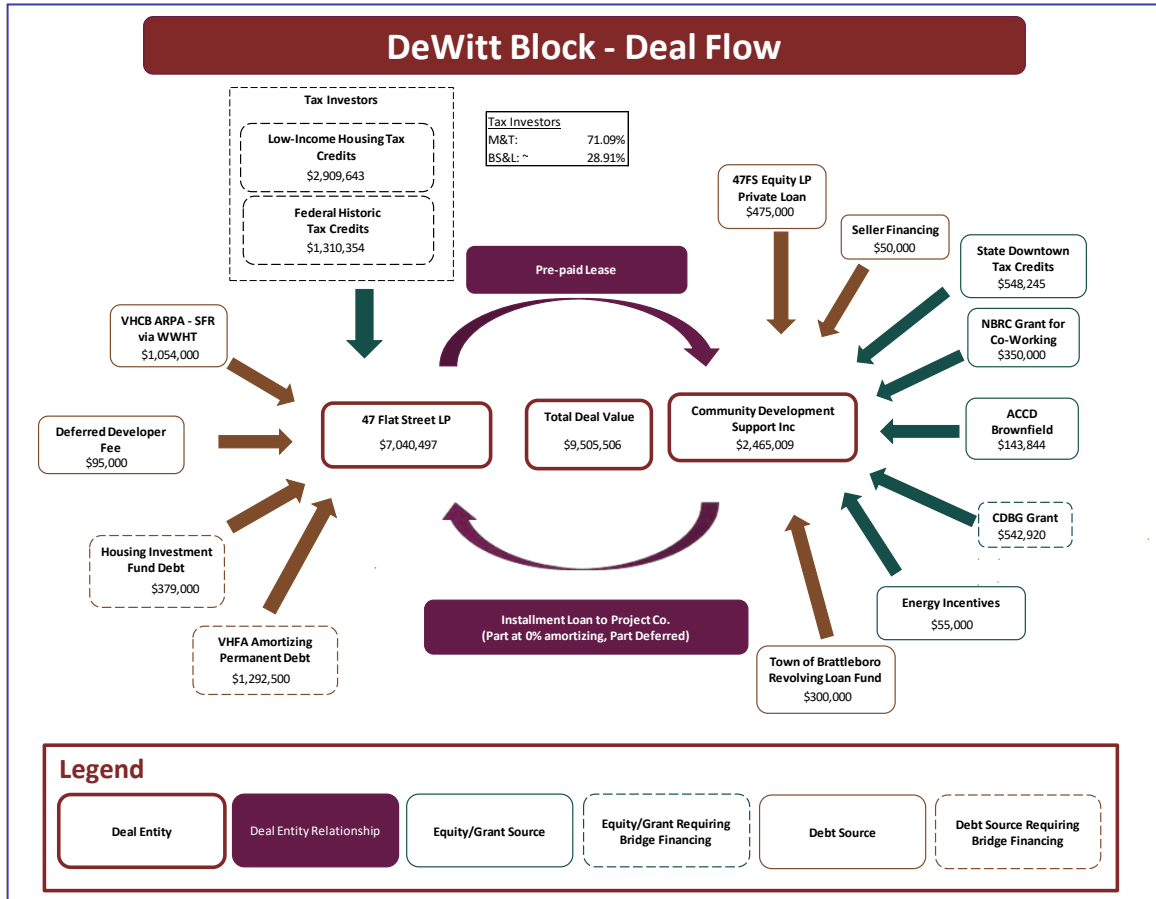 DeWitt Block - Deal Flow
Tax Investors
Low-Income Housing Tax
Credits
$2,909,643
Federal Historic
Tax Credits
$1,310,354
Tax Investors
M&T: 71.09%
BS&L: ~ 28.91%
47FS Equity LP
Private Loan
$475,000
Seller Financing
$50,000
State Downtown
Tax Credits
$548,245
Pre-paid Lease
VHCB ARPA - SFR
via WWHT
$1,054,000
NBRC Grant for
Co-Working
$350,000
Deferred Developer
Fee
$95,000
47 Flat Street LP
$7,040,497
Total Deal Value
$9,505,506
Community Development
Support Inc
$2,465,009
ACCD
Brownfield
$143,844
CDBG Grant
$542,920
Housing Investment
Fund Debt
$379,000
Energy Incentives
$55,000
Installment Loan to Project Co.
(Part at 0% amortizing, Part Deferred)
VHFA Amortizing
Permanent Debt
$1,292,500
Town of Brattleboro
Revolving Loan Fund
$300,000
Legend
Deal Entity
Deal Entity Relationship
Equity/Grant Source
Equity/Grant Requiring
Bridge Financing
Debt Source
Debt Source Requiring
Bridge Financing